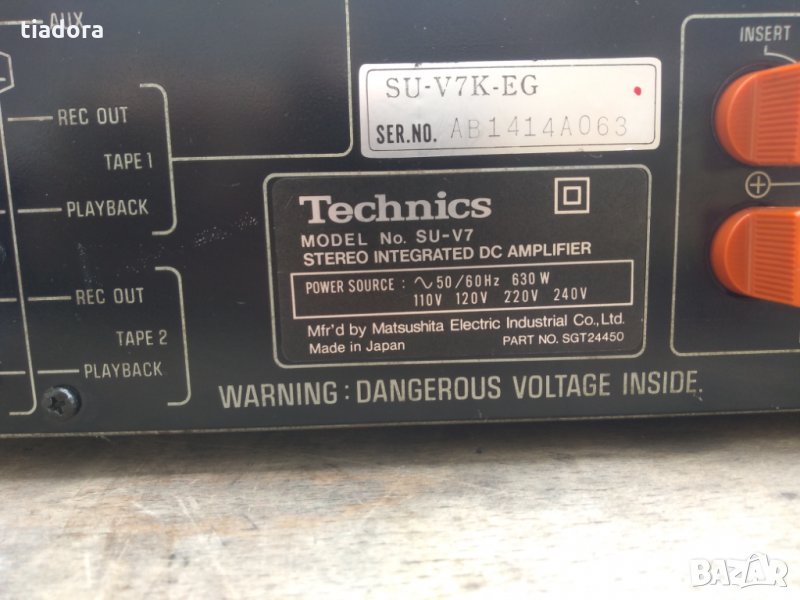 tiadora
AUX
INSERT
REC OUT
TAPE 1
PLAYBACK
SU-V7K-EG
SER.NO. AB1414A063
Technics
MODEL No. SU-V7
STEREO INTEGRATED DC AMPLIFIER
POWER SOURCE : ∿50/60Hz 630 W
110V 120V 220V 240V
Mfr'd by Matsushita Electric Industrial Co., Ltd.
Made in Japan PART NO. SGT24450
REC OUT
TAPE 2
PLAYBACK
WARNING : DANGEROUS VOLTAGE INSIDE.
BAZAR